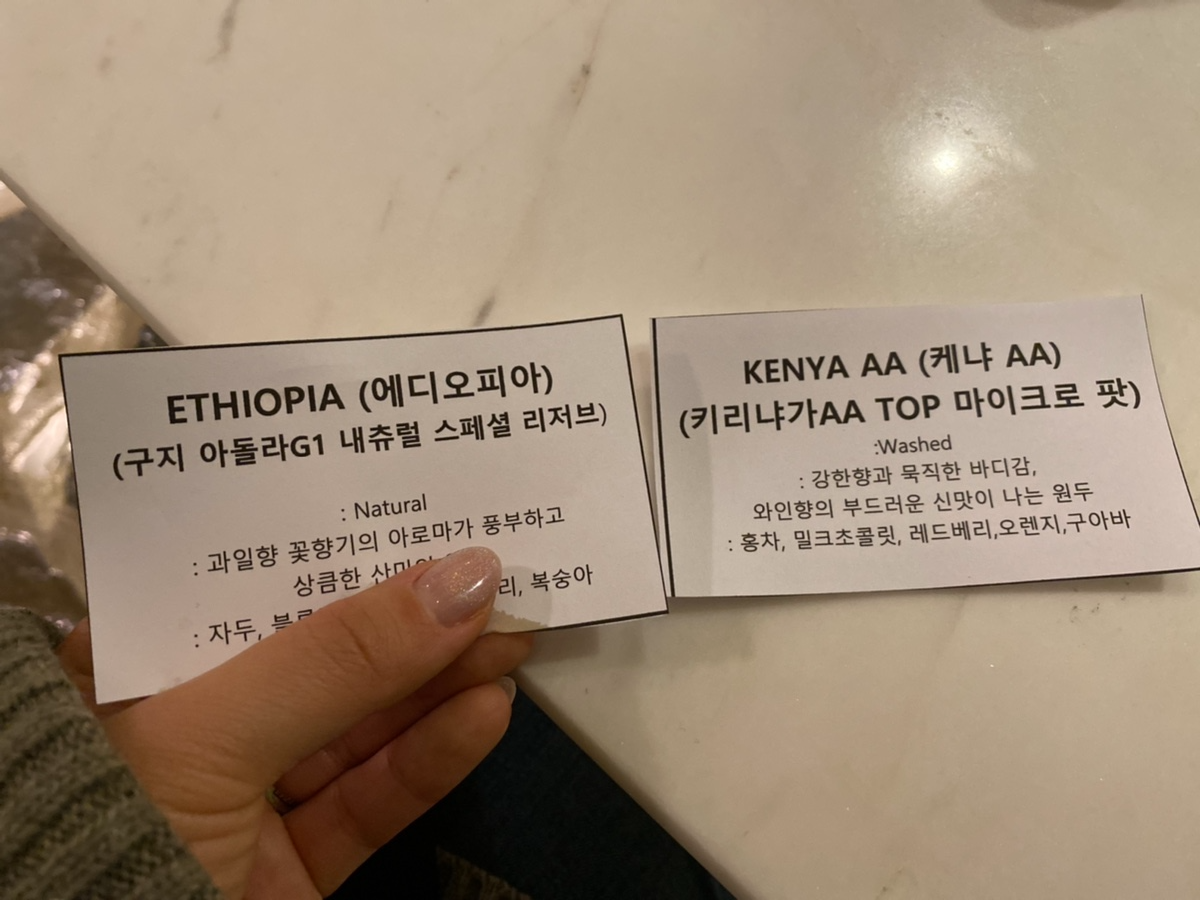 ETHIOPIA (에디오피아)
(구지 아돌라G1 내츄럴 스페셜 리저브)
: Natural
: 과일향 꽃향기의 아로마가 풍부하고
상큼한
: 자두, 복숭아
KENYA AA (케냐 AA)
(키리냐가AA TOP 마이크로 팟)
:Washed
: 강한향과 묵직한 바디감,
와인향의 부드러운 신맛이 나는 원두
: 홍차, 밀크초콜릿, 레드베리,오렌지,구아바